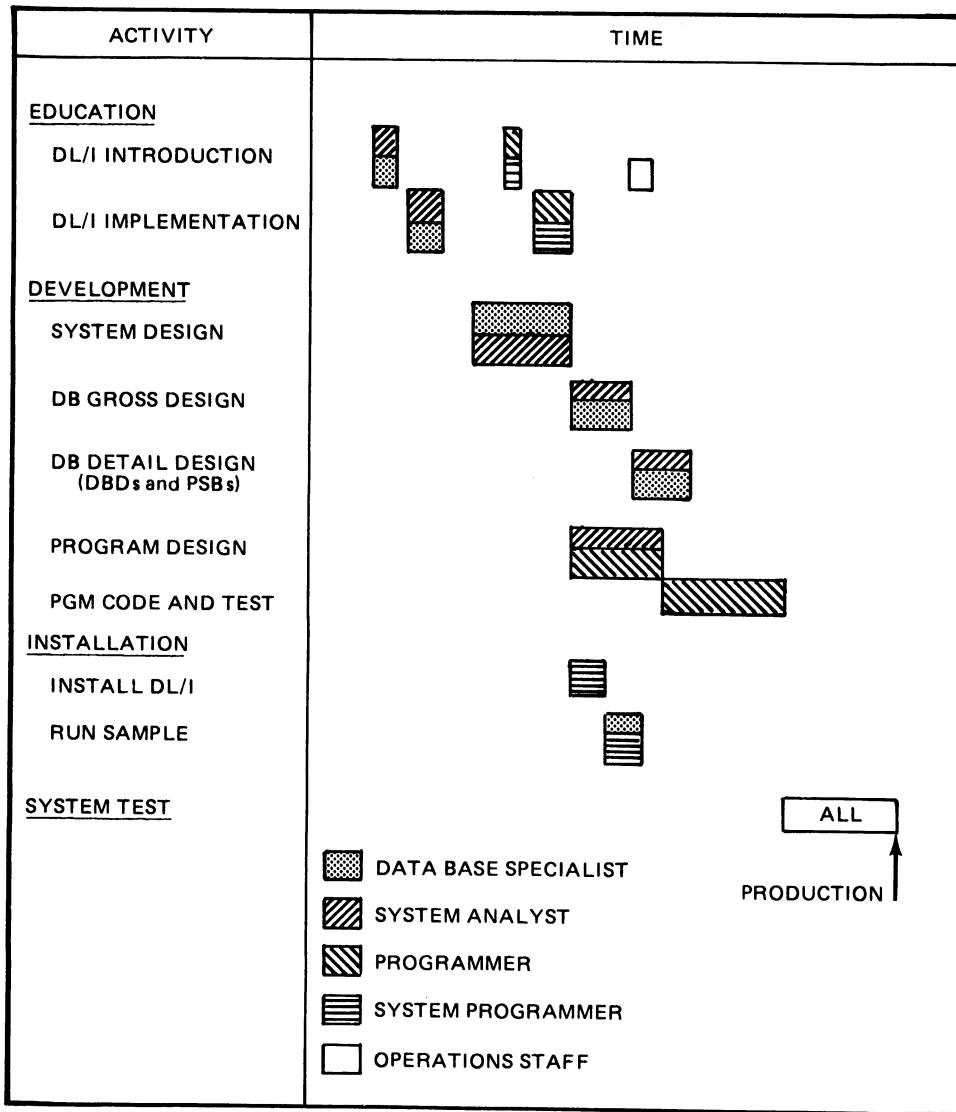 ACTIVITY
TIME
EDUCATION
DL/I INTRODUCTION
DL/I IMPLEMENTATION
DEVELOPMENT
SYSTEM DESIGN
DB GROSS DESIGN
DB DETAIL DESIGN
(DBDs and PSBs)
PROGRAM DESIGN
PGM CODE AND TEST
INSTALLATION
INSTALL DL/I
RUN SAMPLE
SYSTEM TEST
ALL
PRODUCTION
DATA BASE SPECIALIST
SYSTEM ANALYST
PROGRAMMER
SYSTEM PROGRAMMER
OPERATIONS STAFF